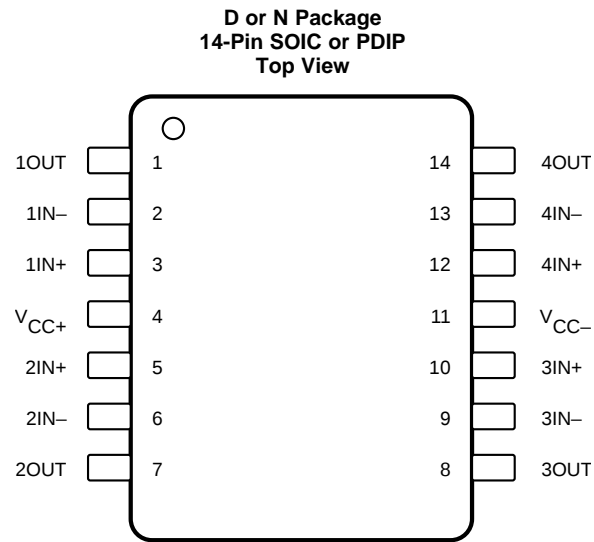 D or N Package
14-Pin SOIC or PDIP
Top View
1OUT 1 14 4OUT
1IN– 2 13 4IN–
1IN+ 3 12 4IN+
VCC+ 4 11 VCC–
2IN+ 5 10 3IN+
2IN– 6 9 3IN–
2OUT 7 8 3OUT